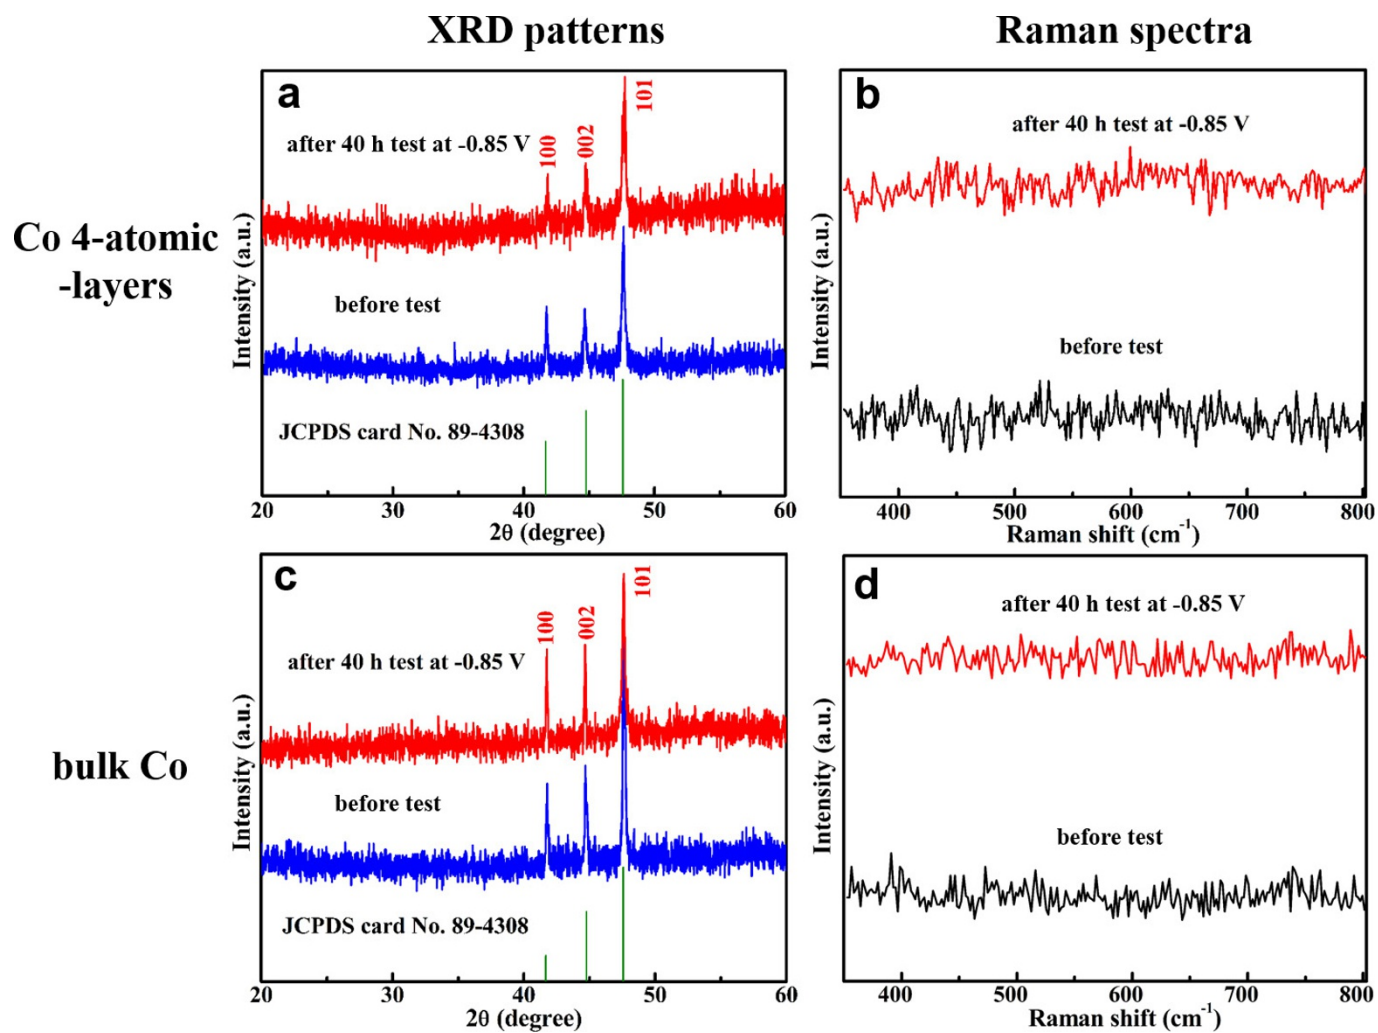 XRD patterns
Raman spectra
Co 4-atomic
-layers
a
after 40 h test at -0.85 V
100
002
101
before test
JCPDS card No. 89-4308
Intensity (a.u.)
20 30 40 50 60
2θ (degree)
b
after 40 h test at -0.85 V
before test
Intensity (a.u.)
400 500 600 700 800
Raman shift (cm⁻¹)
bulk Co
c
after 40 h test at -0.85 V
100
002
101
before test
JCPDS card No. 89-4308
Intensity (a.u.)
20 30 40 50 60
2θ (degree)
d
after 40 h test at -0.85 V
before test
Intensity (a.u.)
400 500 600 700 800
Raman shift (cm⁻¹)